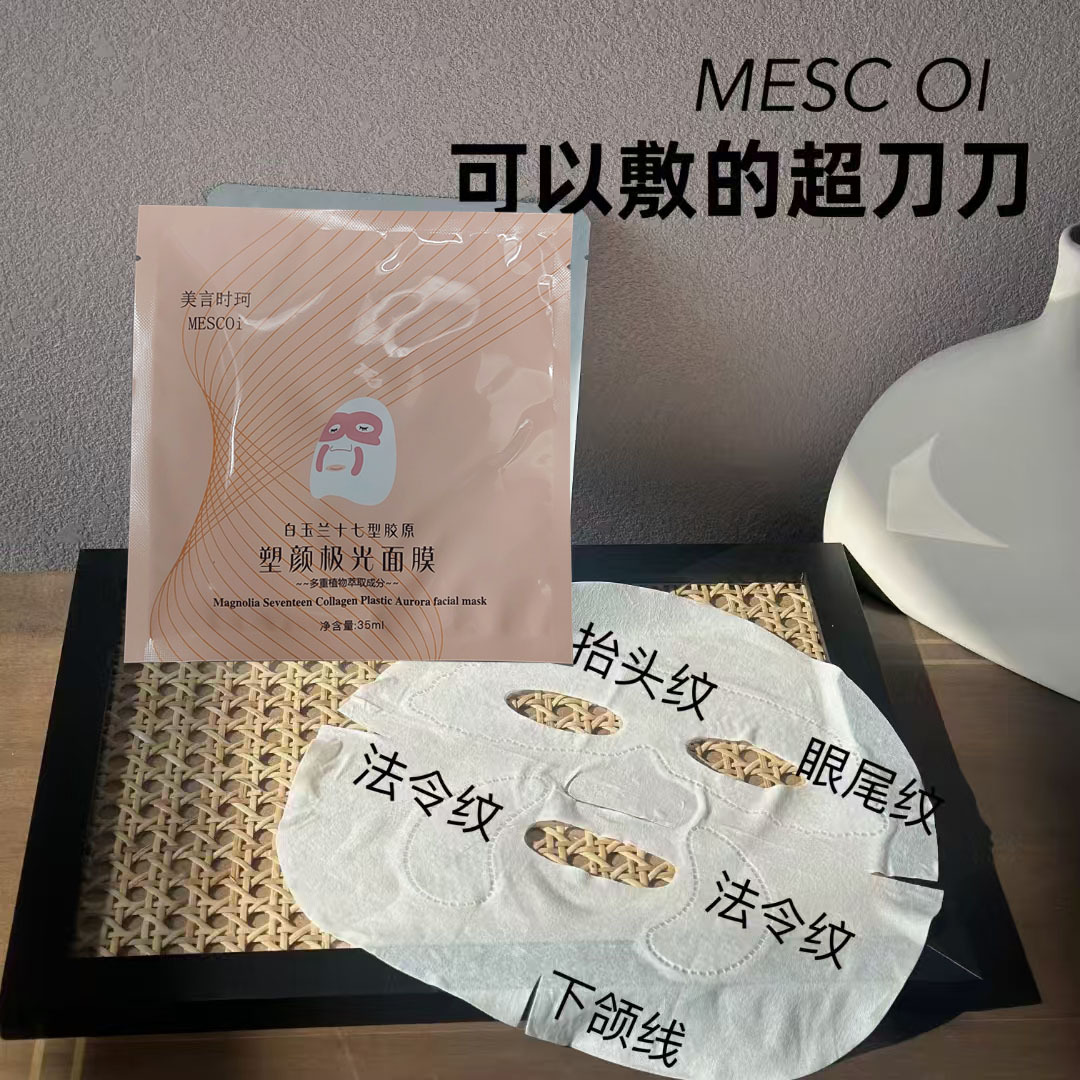 MESC OI
可以敷的超刀刀
美言时珂
MESCOi
白玉兰十七型胶原
塑颜极光面膜
~~多重植物萃取成分~~
Magnolia Seventeen Collagen Plastic Aurora facial mask
净含量:35ml
抬头纹
眼尾纹
法令纹
法令纹
下颌线